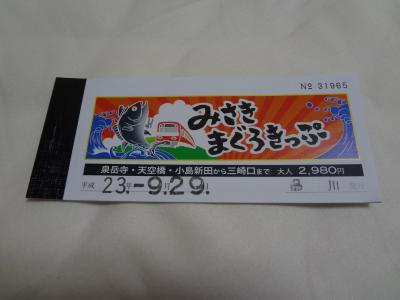 No 31965
みさき
まぐろきっぷ
泉岳寺・天空橋・小島新田から三崎口まで 大人 2,980円
平成 23.-9.29.日 品川 発行